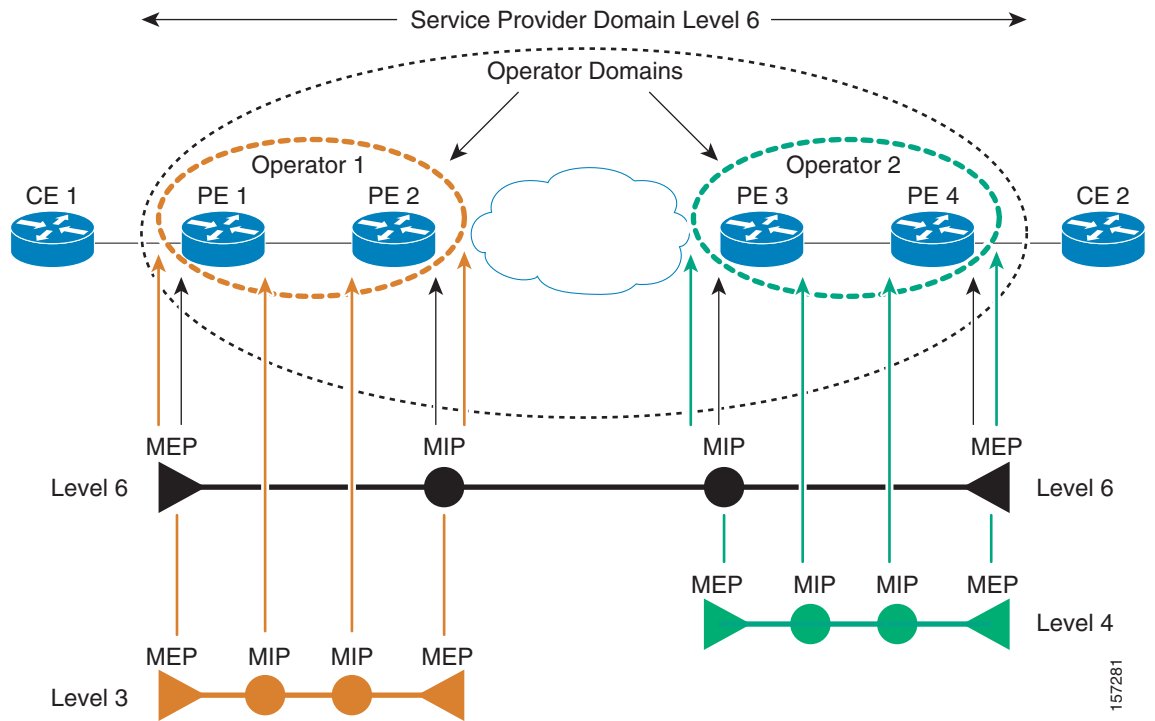 Service Provider Domain Level 6
Operator Domains
Operator 1
Operator 2
CE 1
PE 1
PE 2
PE 3
PE 4
CE 2
MEP
MIP
MIP
MEP
Level 6
Level 6
MEP
MIP
MIP
MEP
Level 4
MEP
MIP
MIP
MEP
Level 3
157281